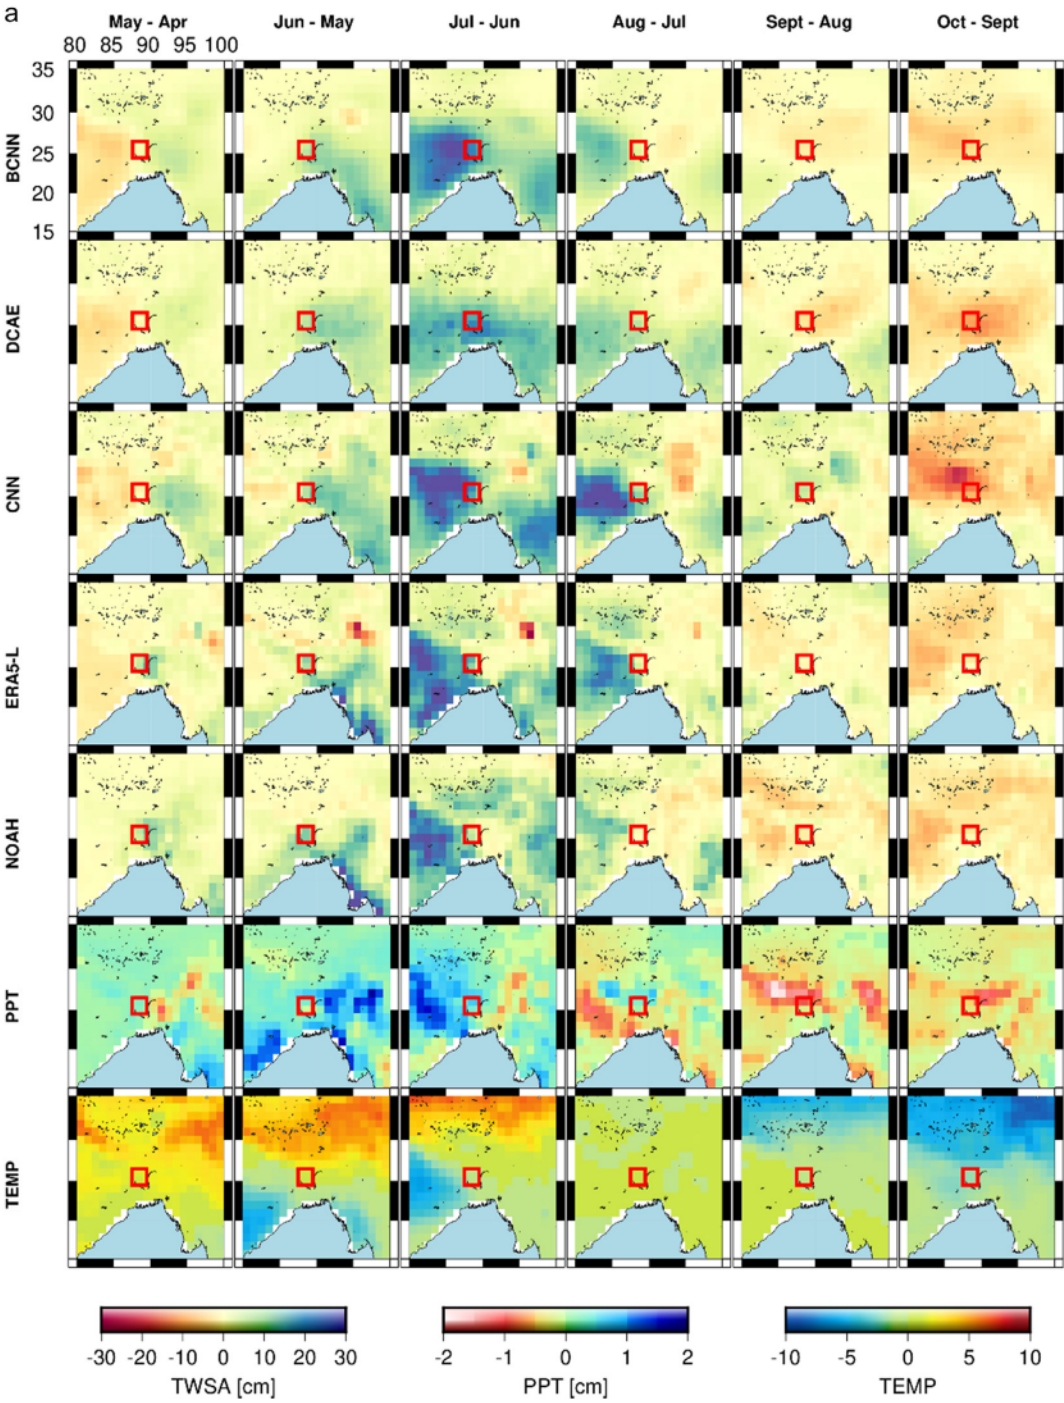 a
May - Apr Jun - May Jul - Jun Aug - Jul Sept - Aug Oct - Sept
80 85 90 95 100
35
30
BCNN
25
20
15
DCAE
CNN
ERA5-L
NOAH
PPT
TEMP
-30 -20 -10 0 10 20 30 -2 -1 0 1 2 -10 -5 0 5 10
TWSA [cm] PPT [cm] TEMP